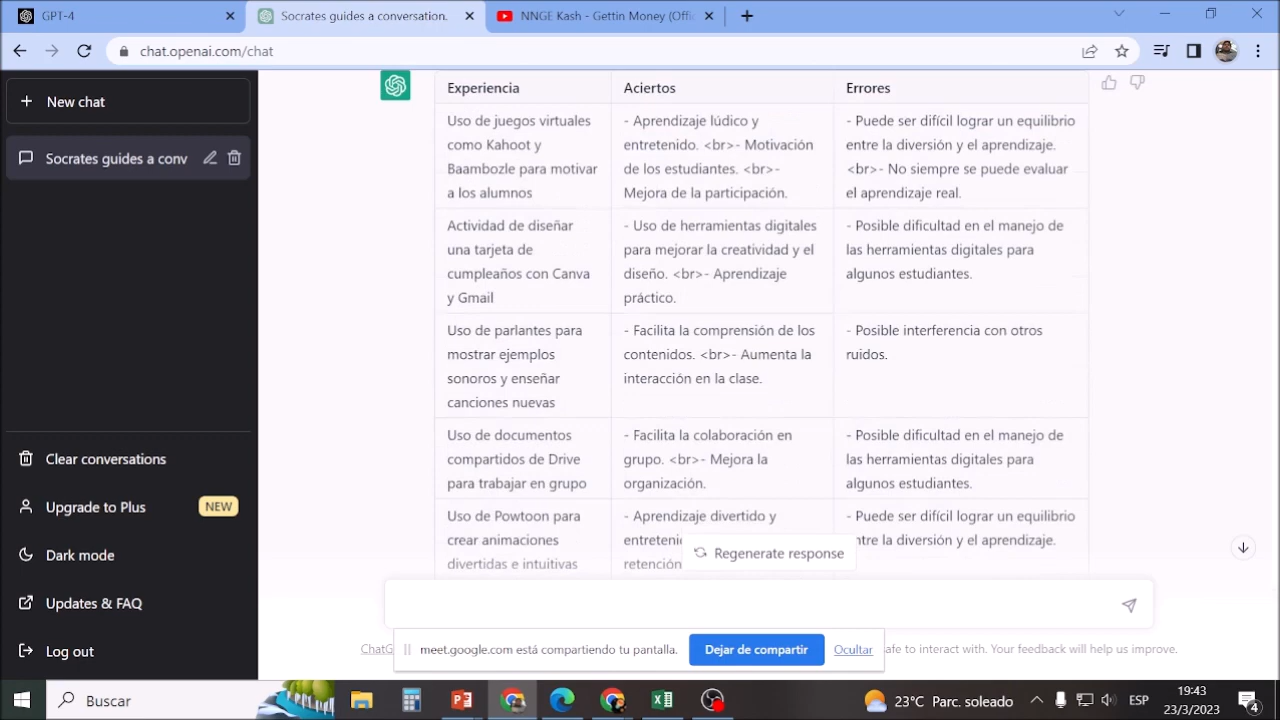 GPT-4
Socrates guides a conversation.
NNGE Kash - Gettin Money (Offi
chat.openai.com/chat
New chat
Socrates guides a conv
Clear conversations
Upgrade to Plus
NEW
Dark mode
Updates & FAQ
Log out
Experiencia
Aciertos
Errores
Uso de juegos virtuales
como Kahoot y
Baambozle para motivar
a los alumnos
- Aprendizaje lúdico y
entretenido. <br>- Motivación
de los estudiantes. <br>-
Mejora de la participación.
- Puede ser difícil lograr un equilibrio
entre la diversión y el aprendizaje.
<br>- No siempre se puede evaluar
el aprendizaje real.
Actividad de diseñar
una tarjeta de
cumpleaños con Canva
y Gmail
- Uso de herramientas digitales
para mejorar la creatividad y el
diseño. <br>- Aprendizaje
práctico.
- Posible dificultad en el manejo de
las herramientas digitales para
algunos estudiantes.
Uso de parlantes para
mostrar ejemplos
sonoros y enseñar
canciones nuevas
- Facilita la comprensión de los
contenidos. <br>- Aumenta la
interacción en la clase.
- Posible interferencia con otros
ruidos.
Uso de documentos
compartidos de Drive
para trabajar en grupo
- Facilita la colaboración en
grupo. <br>- Mejora la
organización.
- Posible dificultad en el manejo de
las herramientas digitales para
algunos estudiantes.
Uso de Powtoon para
crear animaciones
divertidas e intuitivas
- Aprendizaje divertido y
entreteni
retención
- Puede ser difícil lograr un equilibrio
ntre la diversión y el aprendizaje.
Regenerate response
ChatG
afe to interact with. Your feedback will help us improve.
meet.google.com está compartiendo tu pantalla.
Dejar de compartir
Ocultar
Buscar
23°C Parc. soleado
ESP
19:43
23/3/2023
4